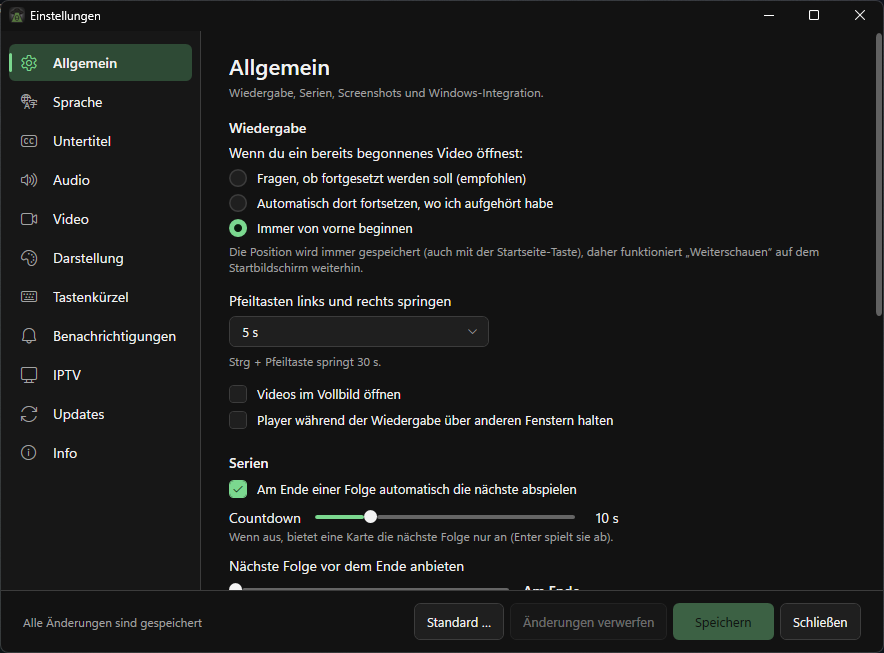 Einstellungen
Allgemein
Sprache
Untertitel
Audio
Video
Darstellung
Tastenkürzel
Benachrichtigungen
IPTV
Updates
Info
Allgemein
Wiedergabe, Serien, Screenshots und Windows-Integration.
Wiedergabe
Wenn du ein bereits begonnenes Video öffnest:
Fragen, ob fortgesetzt werden soll (empfohlen)
Automatisch dort fortsetzen, wo ich aufgehört habe
Immer von vorne beginnen
Die Position wird immer gespeichert (auch mit der Startseite-Taste), daher funktioniert „Weiterschauen“ auf dem
Startbildschirm weiterhin.
Pfeiltasten links und rechts springen
5 s
Strg + Pfeiltaste springt 30 s.
Videos im Vollbild öffnen
Player während der Wiedergabe über anderen Fenstern halten
Serien
Am Ende einer Folge automatisch die nächste abspielen
Countdown 10 s
Wenn aus, bietet eine Karte die nächste Folge nur an (Enter spielt sie ab).
Nächste Folge vor dem Ende anbieten
Am Ende
Alle Änderungen sind gespeichert
Standard ...
Änderungen verwerfen
Speichern
Schließen